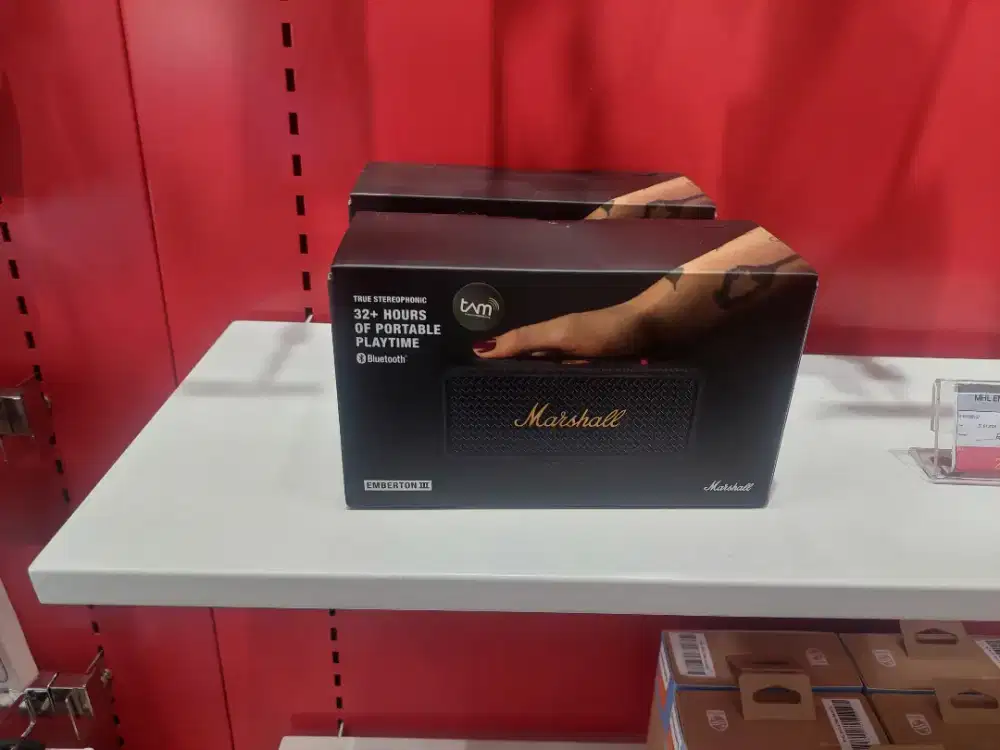 TRUE STEREOPHONIC
32+ HOURS
OF PORTABLE
PLAYTIME
Bluetooth
tam
Marshall
EMBERTON III
Marshall